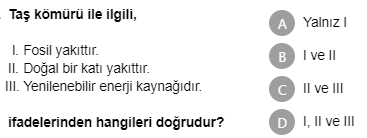 Taş kömürü ile ilgili,
I. Fosil yakıttır.
II. Doğal bir katı yakıttır.
III. Yenilenebilir enerji kaynağıdır.
ifadelerinden hangileri doğrudur?
A Yalnız I
B I ve II
C II ve III
D I, II ve III